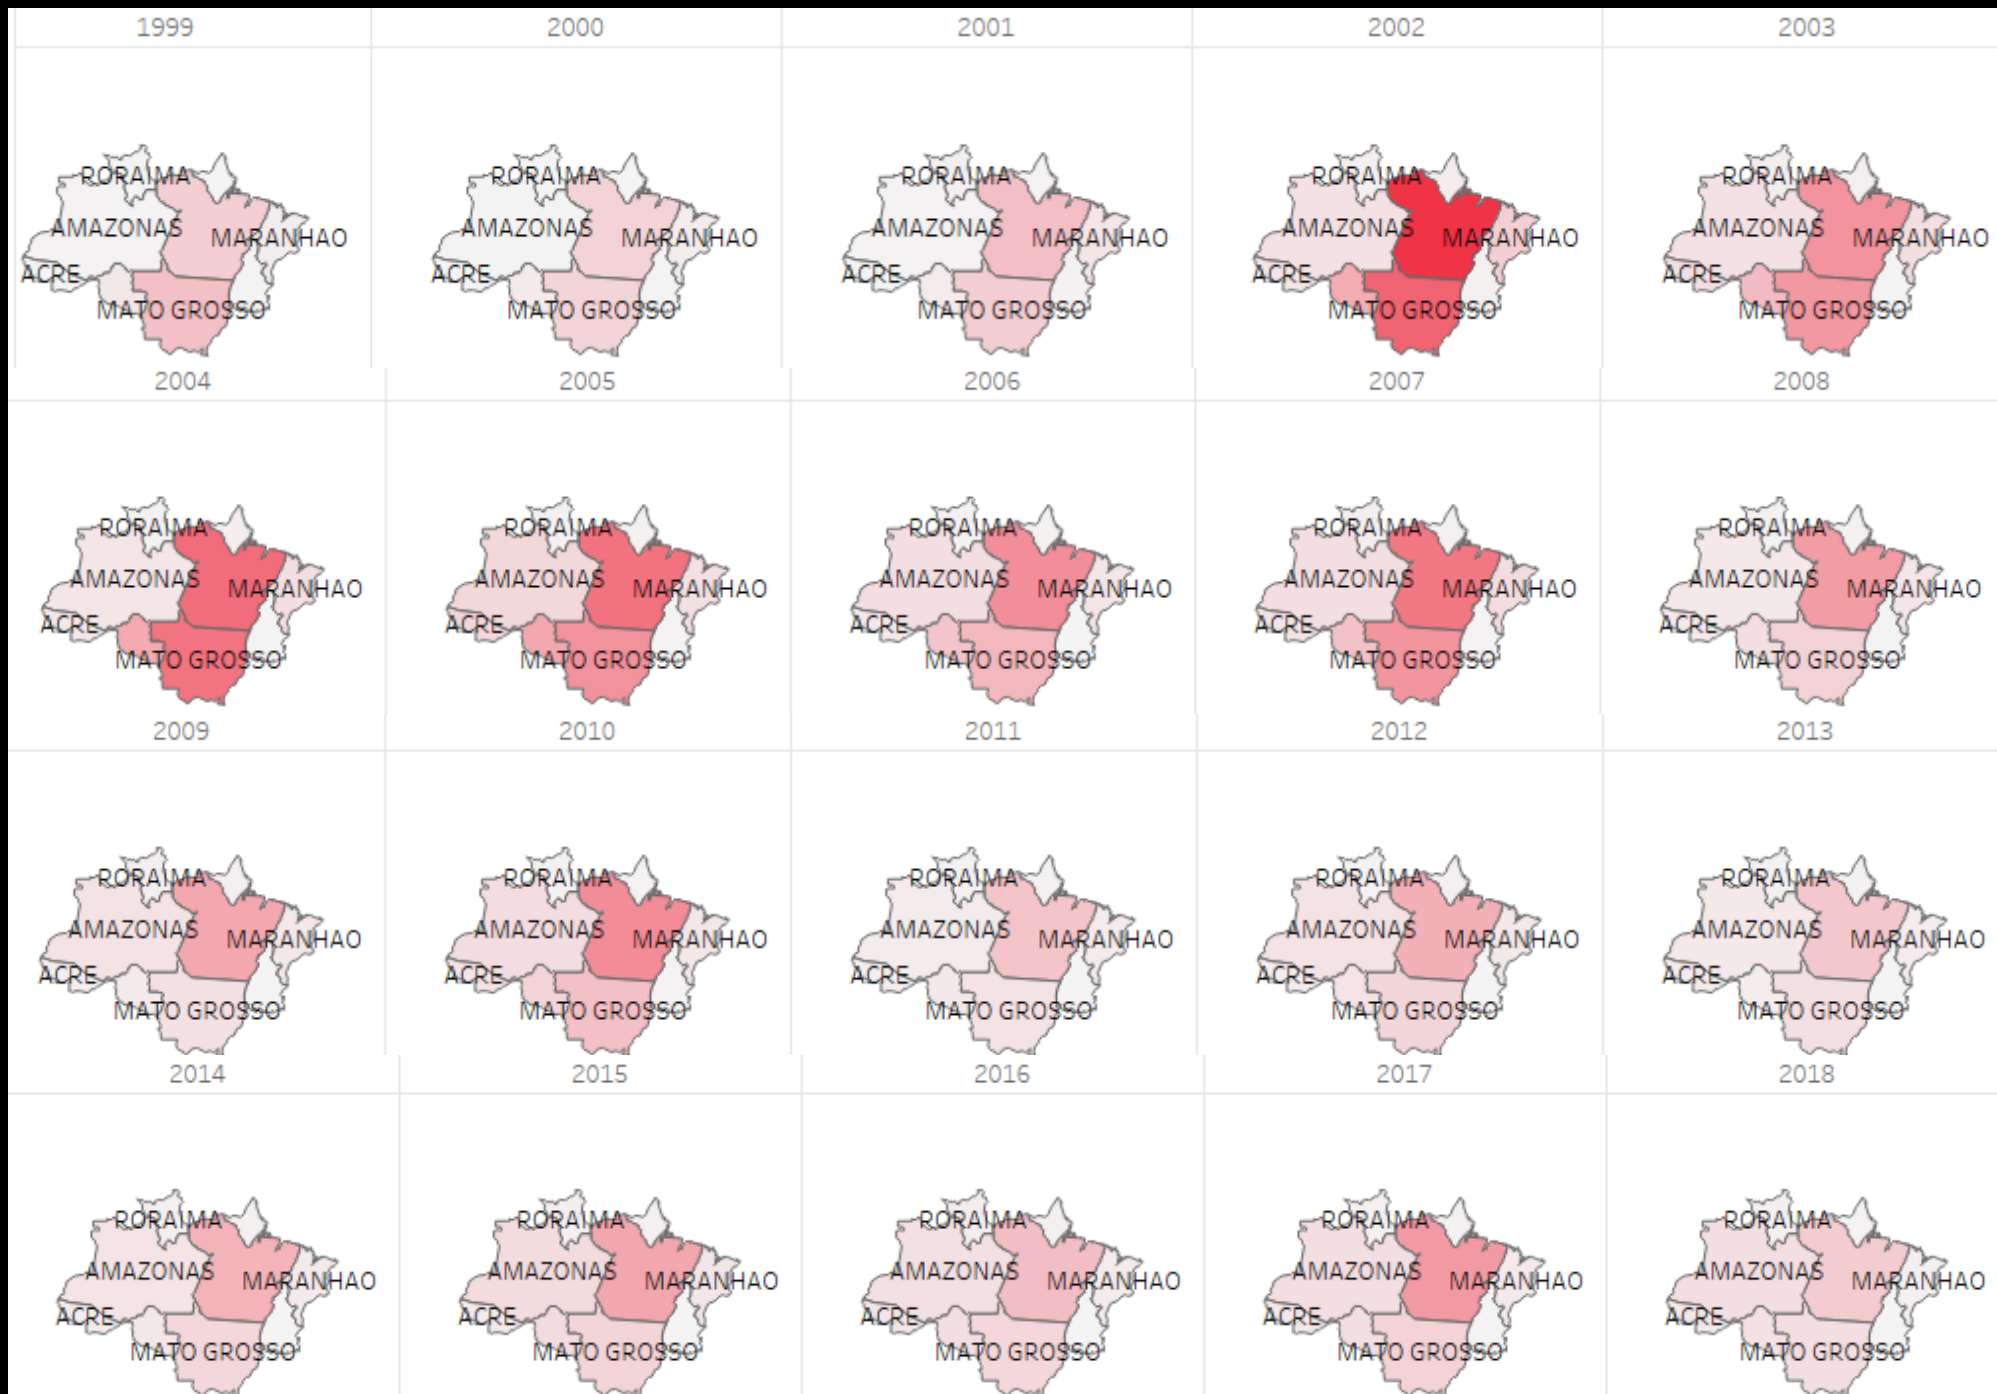 1999 2000 2001 2002 2003
RORAIMA RORAIMA RORAIMA RORAIMA RORAIMA
AMAZONAS MARANHAO AMAZONAS MARANHAO AMAZONAS MARANHAO AMAZONAS MARANHAO AMAZONAS MARANHAO
ACRE ACRE ACRE ACRE ACRE
MATO GROSSO MATO GROSSO MATO GROSSO MATO GROSSO MATO GROSSO
2004 2005 2006 2007 2008
RORAIMA RORAIMA RORAIMA RORAIMA RORAIMA
AMAZONAS MARANHAO AMAZONAS MARANHAO AMAZONAS MARANHAO AMAZONAS MARANHAO AMAZONAS MARANHAO
ACRE ACRE ACRE ACRE ACRE
MATO GROSSO MATO GROSSO MATO GROSSO MATO GROSSO MATO GROSSO
2009 2010 2011 2012 2013
RORAIMA RORAIMA RORAIMA RORAIMA RORAIMA
AMAZONAS MARANHAO AMAZONAS MARANHAO AMAZONAS MARANHAO AMAZONAS MARANHAO AMAZONAS MARANHAO
ACRE ACRE ACRE ACRE ACRE
MATO GROSSO MATO GROSSO MATO GROSSO MATO GROSSO MATO GROSSO
2014 2015 2016 2017 2018
RORAIMA RORAIMA RORAIMA RORAIMA RORAIMA
AMAZONAS MARANHAO AMAZONAS MARANHAO AMAZONAS MARANHAO AMAZONAS MARANHAO AMAZONAS MARANHAO
ACRE ACRE ACRE ACRE ACRE
MATO GROSSO MATO GROSSO MATO GROSSO MATO GROSSO MATO GROSSO